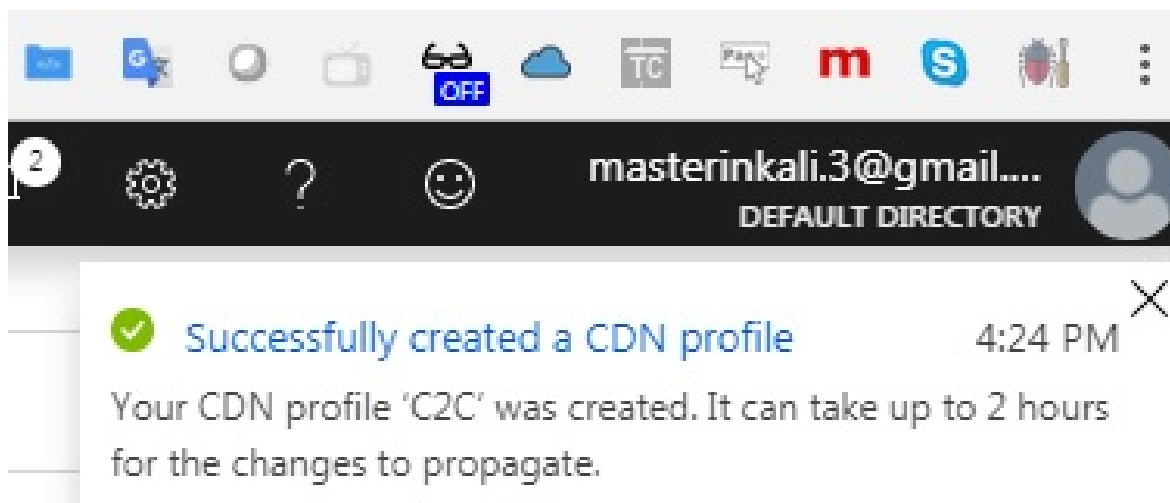 OFF
TC
m
S
2
masterinkali.3@gmail....
DEFAULT DIRECTORY
Successfully created a CDN profile 4:24 PM
Your CDN profile 'C2C' was created. It can take up to 2 hours
for the changes to propagate.